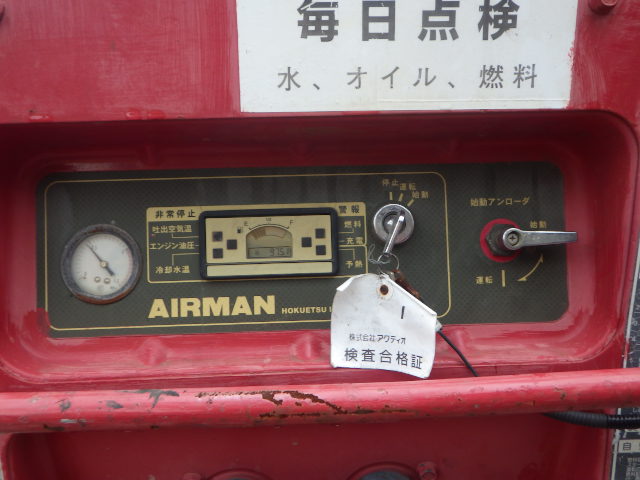 毎日点検
水、オイル、燃料
停止
運転
始動
始動アンローダ
始動
運転
非常停止
警報
吐出空気温
エンジン油圧
冷却水温
E
F
燃料
充電
予熱
AIRMAN
HOKUETSU
1
株式会社アクティオ
検査合格証